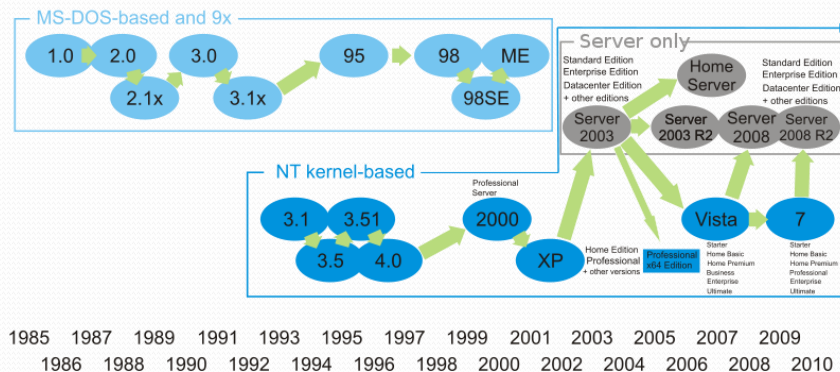 MS-DOS-based and 9x
1.0
2.0
3.0
95
98
ME
2.1x
3.1x
98SE
Server only
Standard Edition
Enterprise Edition
Datacenter Edition
+ other editions
Home
Server
Standard Edition
Enterprise Edition
Datacenter Edition
+ other editions
Server
2003
Server
2003 R2
Server
2008
Server
2008 R2
NT kernel-based
Professional
Server
3.1
3.51
2000
Vista
7
3.5
4.0
XP
Home Edition
Professional
+ other versions
Professional
x64 Edition
Starter
Home Basic
Home Premium
Business
Enterprise
Ultimate
Starter
Home Basic
Home Premium
Professional
Enterprise
Ultimate
1985 1987 1989 1991 1993 1995 1997 1999 2001 2003 2005 2007 2009
1986 1988 1990 1992 1994 1996 1998 2000 2002 2004 2006 2008 2010